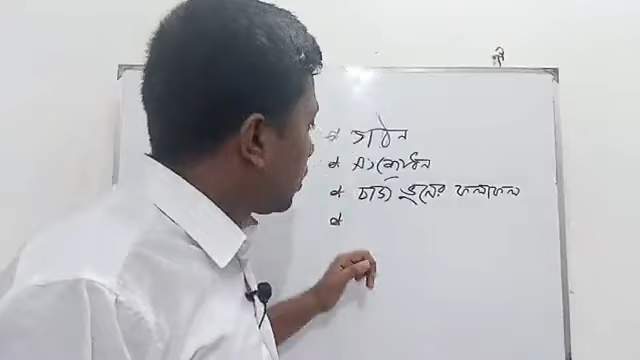 * গঠন
* সংশোধন
* চার্জ ভুলের ফলাফল
*